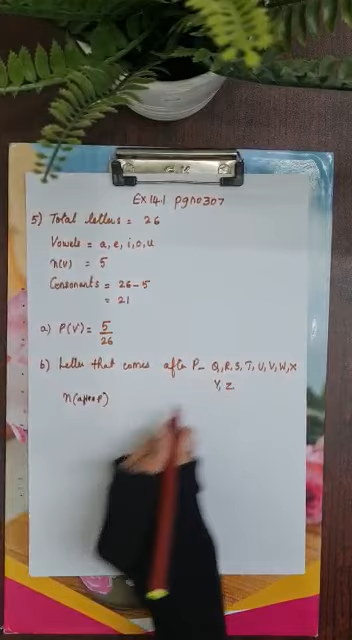 G.K
EX 14.1 pg no 307
5) Total letters = 26
Vowels = a, e, i, o, u
n(v) = 5
Consonants = 26 - 5
= 21
a) P(V) = 5/26
b) Letter that comes after P - Q, R, S, T, U, V, W, X
Y, Z
n(after P)